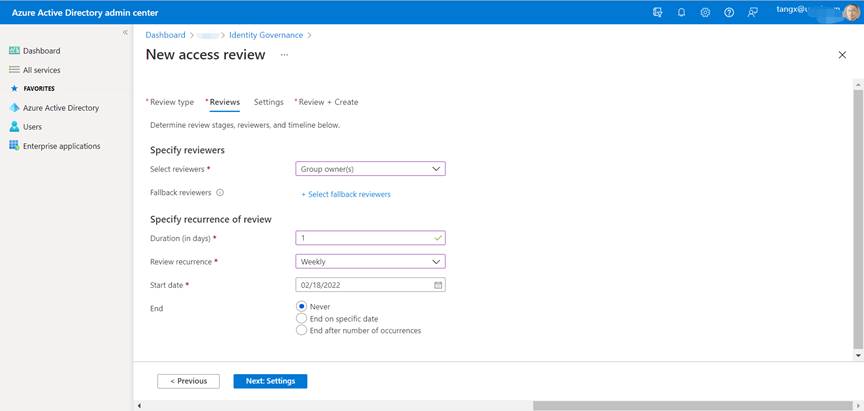 Azure Active Directory admin center
Dashboard
All services
FAVORITES
Azure Active Directory
Users
Enterprise applications
Dashboard > Identity Governance >
New access review ...
* Review type * Reviews Settings * Review + Create
Determine review stages, reviewers, and timeline below.
Specify reviewers
Select reviewers * Group owner(s)
Fallback reviewers + Select fallback reviewers
Specify recurrence of review
Duration (in days) * 1
Review recurrence * Weekly
Start date * 02/18/2022
End Never
End on specific date
End after number of occurrences
< Previous Next: Settings